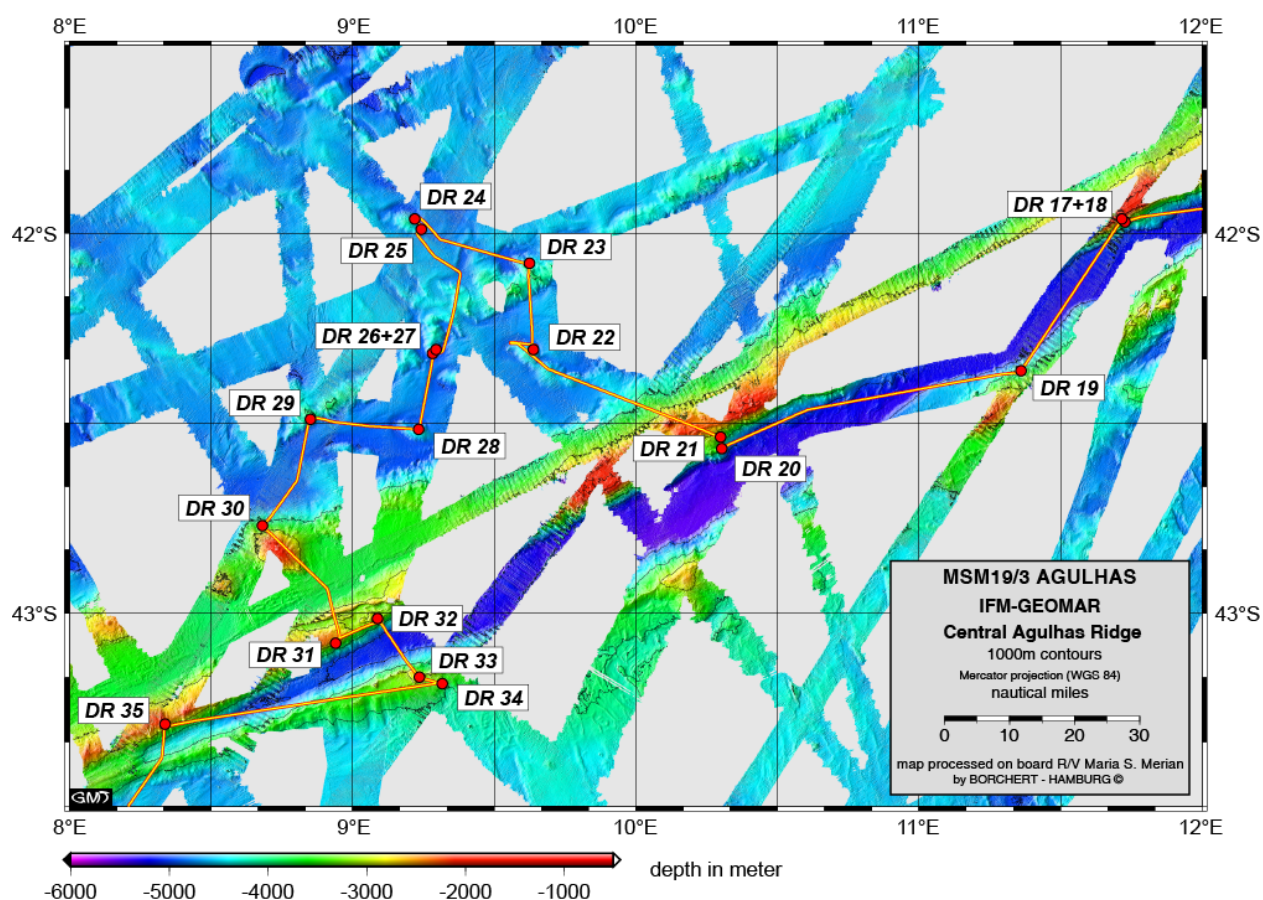 8°E 9°E 10°E 11°E 12°E
DR 24
DR 17+18
42°S 42°S
DR 25 DR 23
DR 26+27 DR 22
DR 19
DR 29
DR 28 DR 21
DR 20
DR 30
MSM19/3 AGULHAS
IFM-GEOMAR
Central Agulhas Ridge
1000m contours
Mercator projection (WGS 84)
nautical miles
0 10 20 30
map processed on board R/V Maria S. Merian
by BORCHERT - HAMBURG ©
43°S 43°S
DR 32
DR 31
DR 33
DR 34
DR 35
GMT
8°E 9°E 10°E 11°E 12°E
depth in meter
-6000 -5000 -4000 -3000 -2000 -1000